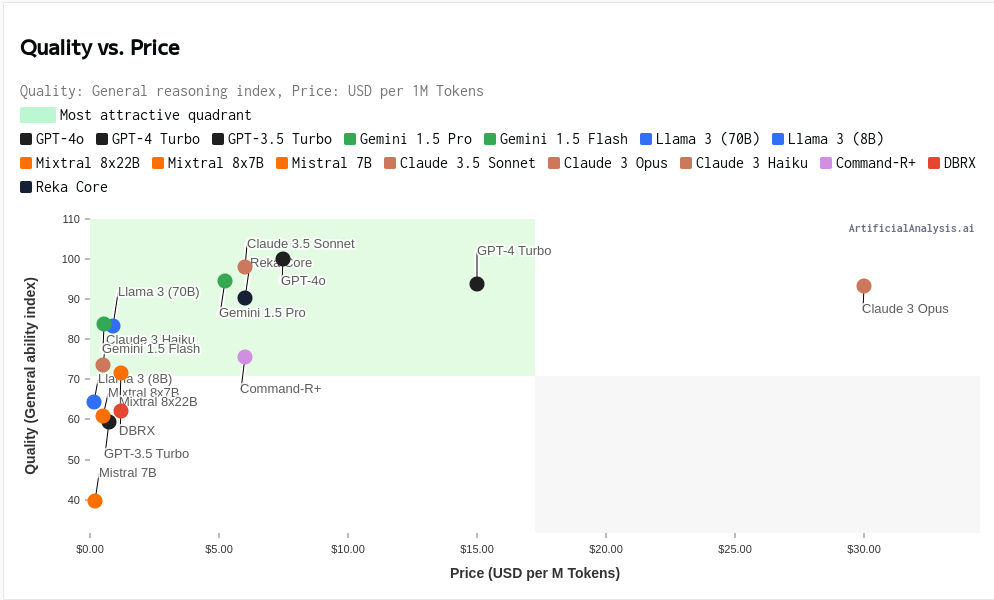 Quality vs. Price
Quality: General reasoning index, Price: USD per 1M Tokens
Most attractive quadrant
GPT-4o GPT-4 Turbo GPT-3.5 Turbo Gemini 1.5 Pro Gemini 1.5 Flash Llama 3 (70B) Llama 3 (8B)
Mixtral 8x22B Mixtral 8x7B Mistral 7B Claude 3.5 Sonnet Claude 3 Opus Claude 3 Haiku Command-R+ DBRX
Reka Core
ArtificialAnalysis.ai
Quality (General ability index)
110
100
90
80
70
60
50
40
Claude 3.5 Sonnet
GPT-4 Turbo
Reka Core
GPT-4o
Llama 3 (70B)
Gemini 1.5 Pro
Claude 3 Opus
Claude 3 Haiku
Gemini 1.5 Flash
Llama 3 (8B)
Command-R+
Mixtral 8x7B
Mixtral 8x22B
DBRX
GPT-3.5 Turbo
Mistral 7B
$0.00 $5.00 $10.00 $15.00 $20.00 $25.00 $30.00
Price (USD per M Tokens)